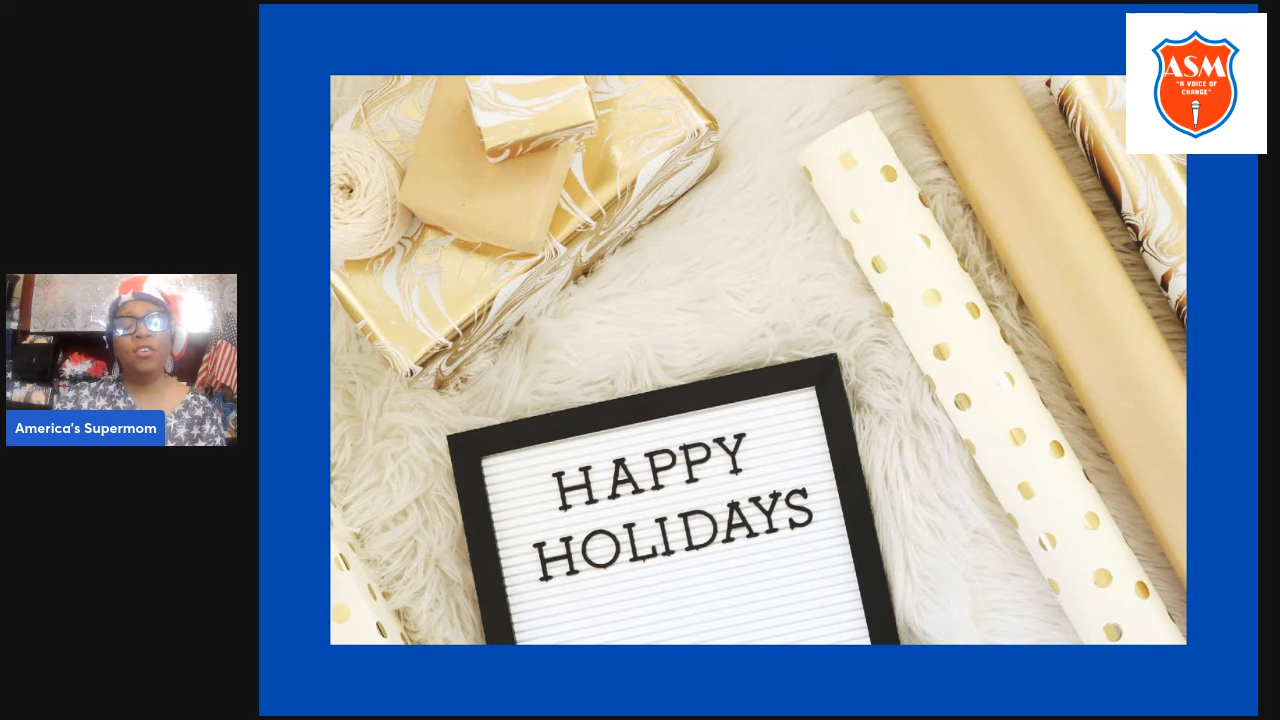 ASM
"A VOICE OF
CHANGE"
America's Supermom
HAPPY
HOLIDAYS